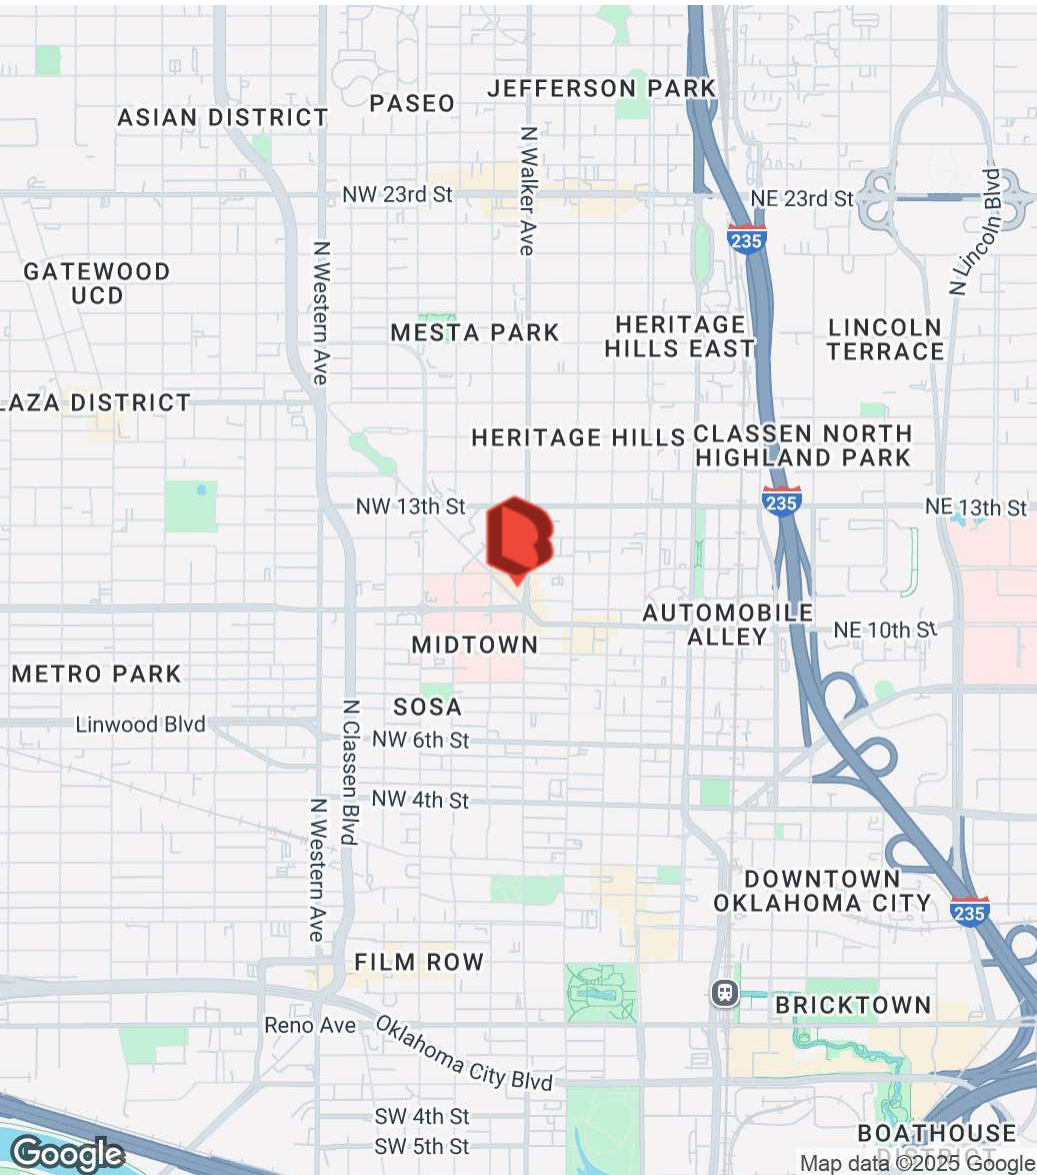 JEFFERSON PARK
PASEO
ASIAN DISTRICT
N Walker Ave
NW 23rd St
NE 23rd St
N Lincoln Blvd
235
GATEWOOD
UCD
N Western Ave
MESTA PARK
HERITAGE
HILLS EAST
LINCOLN
TERRACE
LAZA DISTRICT
HERITAGE HILLS
CLASSEN NORTH
HIGHLAND PARK
NW 13th St
235
NE 13th St
B
AUTOMOBILE
ALLEY
NE 10th St
MIDTOWN
METRO PARK
SOSA
Linwood Blvd
N Classen Blvd
NW 6th St
NW 4th St
N Western Ave
DOWNTOWN
OKLAHOMA CITY
235
FILM ROW
BRICKTOWN
Reno Ave
Oklahoma City Blvd
SW 4th St
SW 5th St
BOATHOUSE
DISTRICT
Google
Map data ©2025 Google